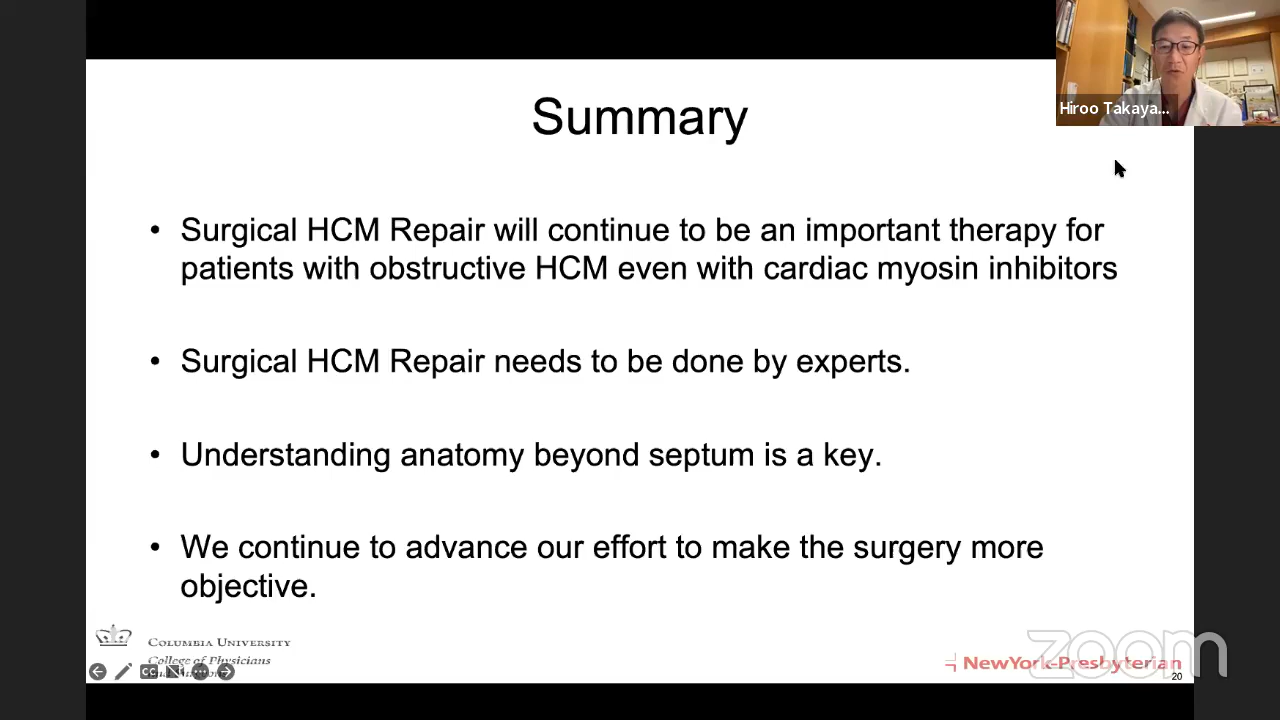 Hiroo Takaya...
Summary
• Surgical HCM Repair will continue to be an important therapy for
patients with obstructive HCM even with cardiac myosin inhibitors
• Surgical HCM Repair needs to be done by experts.
• Understanding anatomy beyond septum is a key.
• We continue to advance our effort to make the surgery more
objective.
COLUMBIA UNIVERSITY
College of Physicians
CC
NewYork-Presbyterian
zoom
20